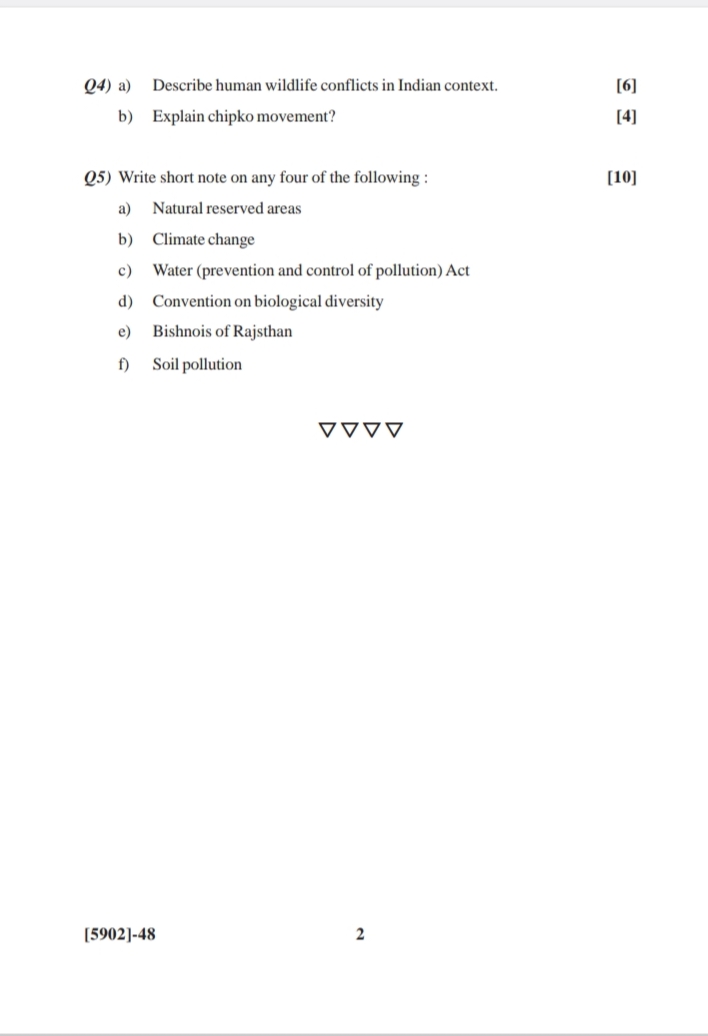 Q4) a) Describe human wildlife conflicts in Indian context. [6]
b) Explain chipko movement? [4]
Q5) Write short note on any four of the following : [10]
a) Natural reserved areas
b) Climate change
c) Water (prevention and control of pollution) Act
d) Convention on biological diversity
e) Bishnois of Rajsthan
f) Soil pollution
▽▽▽▽
[5902]-48 2